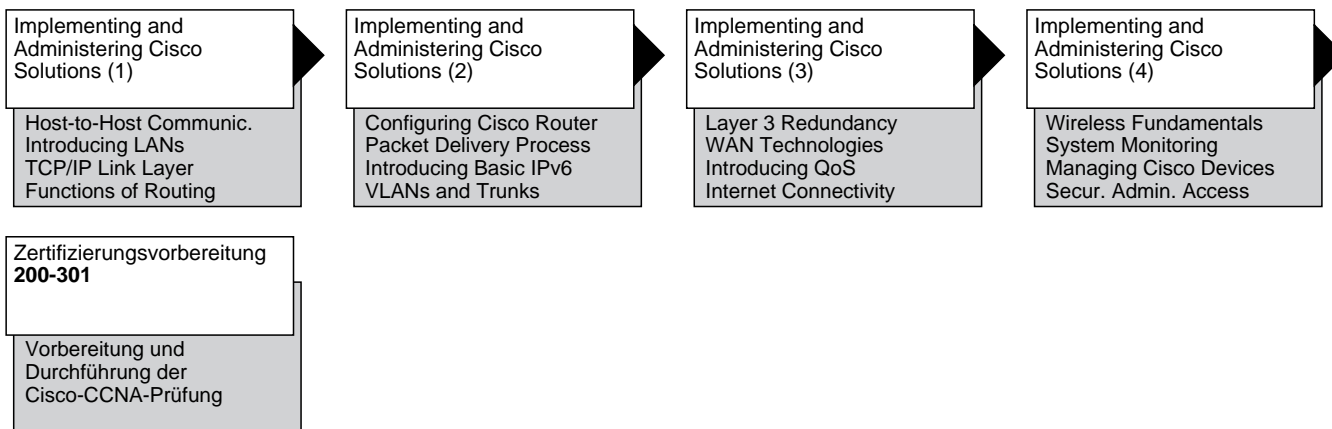 Implementing and
Administering Cisco
Solutions (1)
Host-to-Host Communic.
Introducing LANs
TCP/IP Link Layer
Functions of Routing
Implementing and
Administering Cisco
Solutions (2)
Configuring Cisco Router
Packet Delivery Process
Introducing Basic IPv6
VLANs and Trunks
Implementing and
Administering Cisco
Solutions (3)
Layer 3 Redundancy
WAN Technologies
Introducing QoS
Internet Connectivity
Implementing and
Administering Cisco
Solutions (4)
Wireless Fundamentals
System Monitoring
Managing Cisco Devices
Secur. Admin. Access
Zertifizierungsvorbereitung
200-301
Vorbereitung und
Durchführung der
Cisco-CCNA-Prüfung